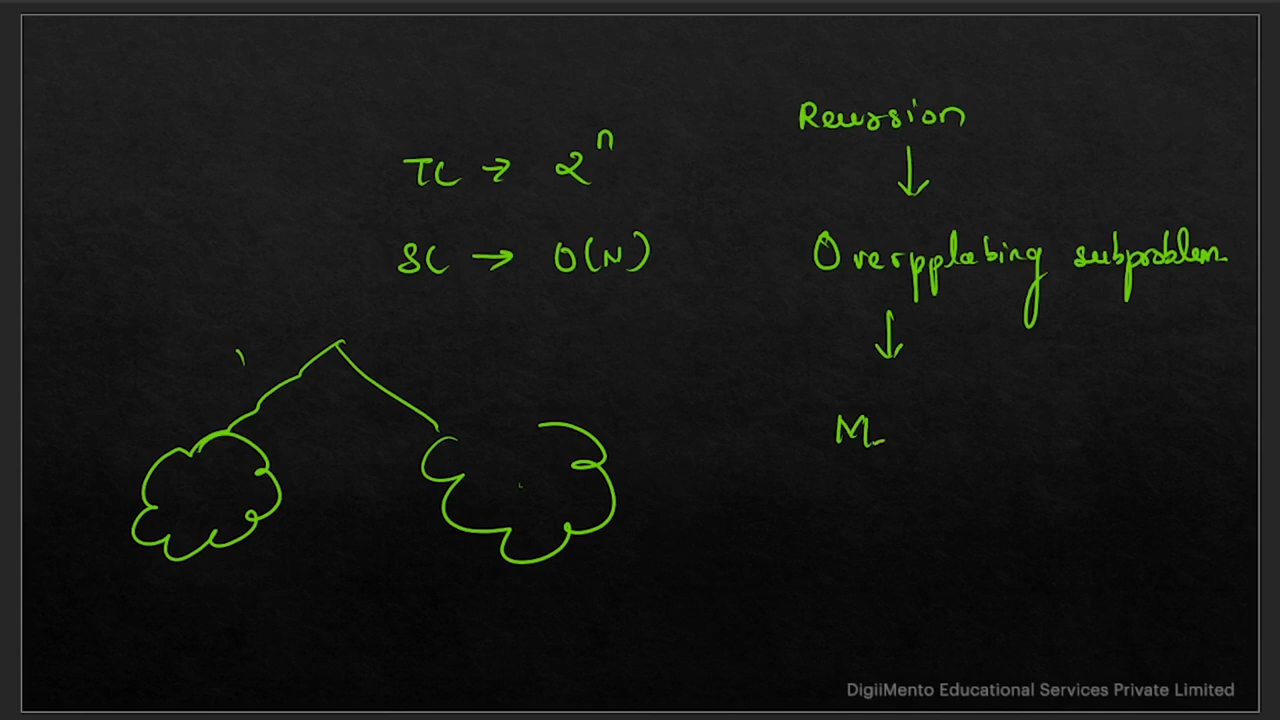 TC → 2^n
SC → O(N)
Recursion
↓
Overpplabing subproblem
↓
M
DigiiMento Educational Services Private Limited